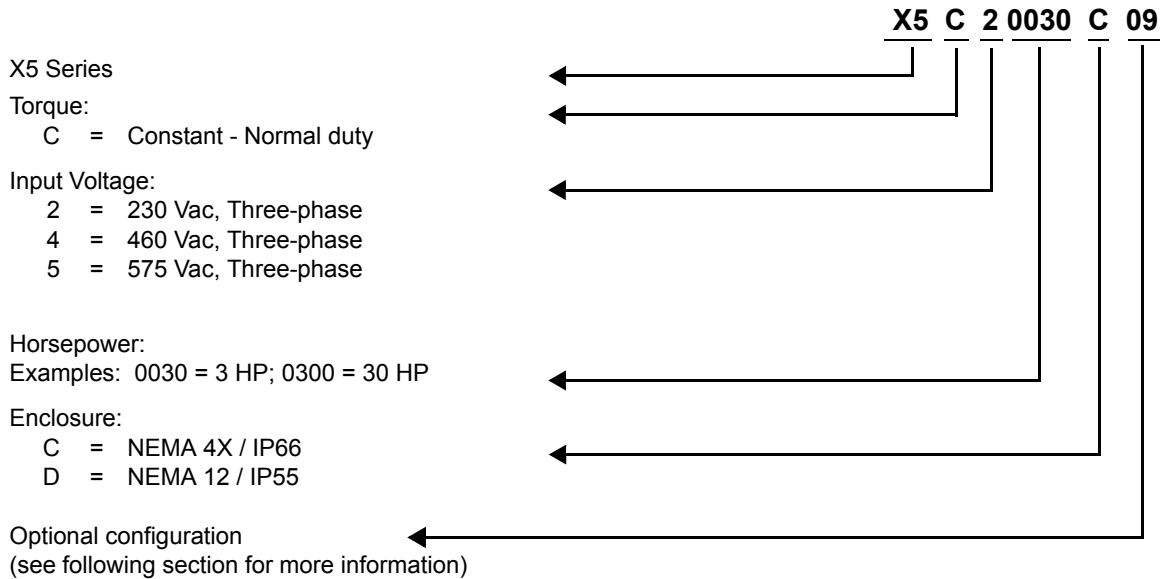 X5 C 2 0030 C 09
X5 Series
Torque:
C = Constant - Normal duty
Input Voltage:
2 = 230 Vac, Three-phase
4 = 460 Vac, Three-phase
5 = 575 Vac, Three-phase
Horsepower:
Examples: 0030 = 3 HP; 0300 = 30 HP
Enclosure:
C = NEMA 4X / IP66
D = NEMA 12 / IP55
Optional configuration
(see following section for more information)